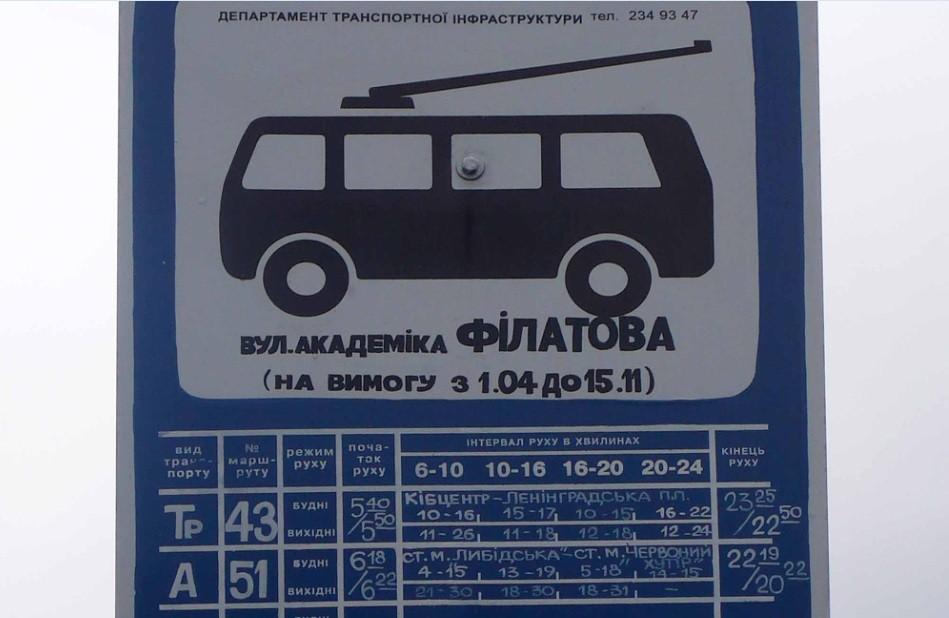 ДЕПАРТАМЕНТ ТРАНСПОРТНОЇ ІНФРАСТРУКТУРИ тел. 234 93 47
ВУЛ. АКАДЕМІКА ФІЛАТОВА
(НА ВИМОГУ З 1.04 ДО 15.11)
ВИД ТРАНСПОРТУ № МАРШ-РУТУ РЕЖИМ РУХУ ПОЧА-ТОК РУХУ ІНТЕРВАЛ РУХУ В ХВИЛИНАХ КІНЕЦЬ РУХУ
6-10 10-16 16-20 20-24
КІБЦЕНТР-ЛЕНІНГРАДСЬКА ПЛ.
Тр 43 БУДНІ 5 40 10-16 15-17 10-15 16-22 23 25
ВИХІДНІ 5 50 11-26 11-18 12-18 12-24 22 50
СТ. М. "ЛИБІДСЬКА"-СТ. М. "ЧЕРВОНИЙ ХУТІР"
А 51 БУДНІ 6 18 4-15 13-19 5-18 14-15 22 19
ВИХІДНІ 6 22 21-30 18-30 18-31 - 20 22